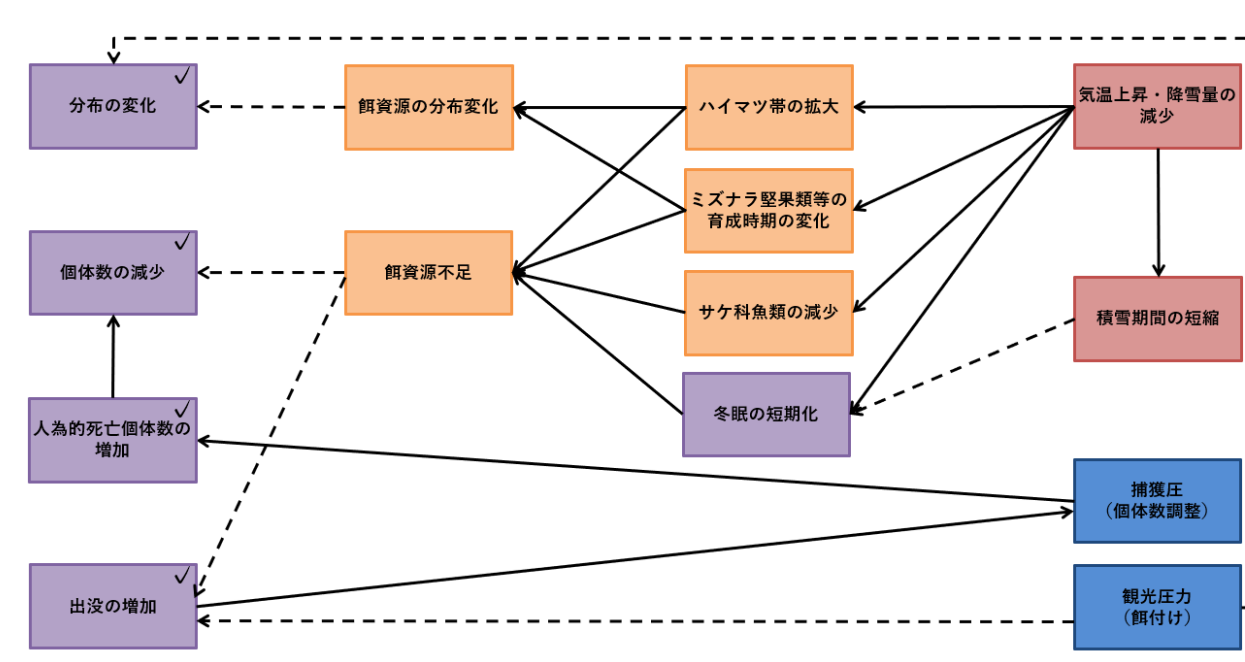 分布の変化
餌資源の分布変化
ハイマツ帯の拡大
気温上昇・降雪量の
減少
ミズナラ堅果類等の
育成時期の変化
個体数の減少
餌資源不足
サケ科魚類の減少
積雪期間の短縮
冬眠の短期化
人為的死亡個体数の
増加
捕獲圧
（個体数調整）
出没の増加
観光圧力
（餌付け）